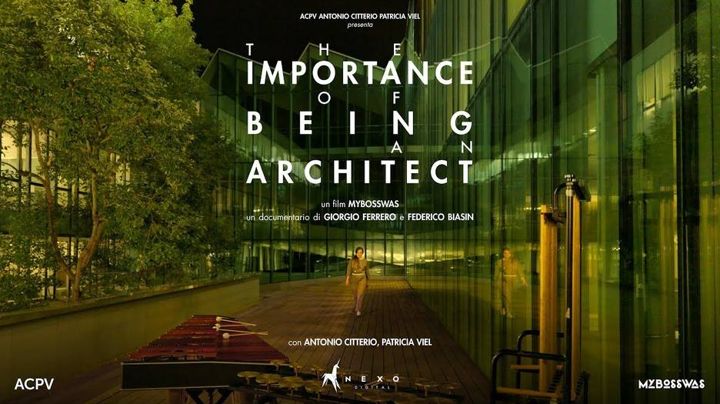 ACPV ANTONIO CITTERIO PATRICIA VIEL
presenta
THE
IMPORTANCE
OF
BEING
AN
ARCHITECT
un film MYBOSSWAS
un documentario di GIORGIO FERRERO e FEDERICO BIASIN
con ANTONIO CITTERIO, PATRICIA VIEL
ACPV
NEXO
DIGITAL
MYBOSSWAS